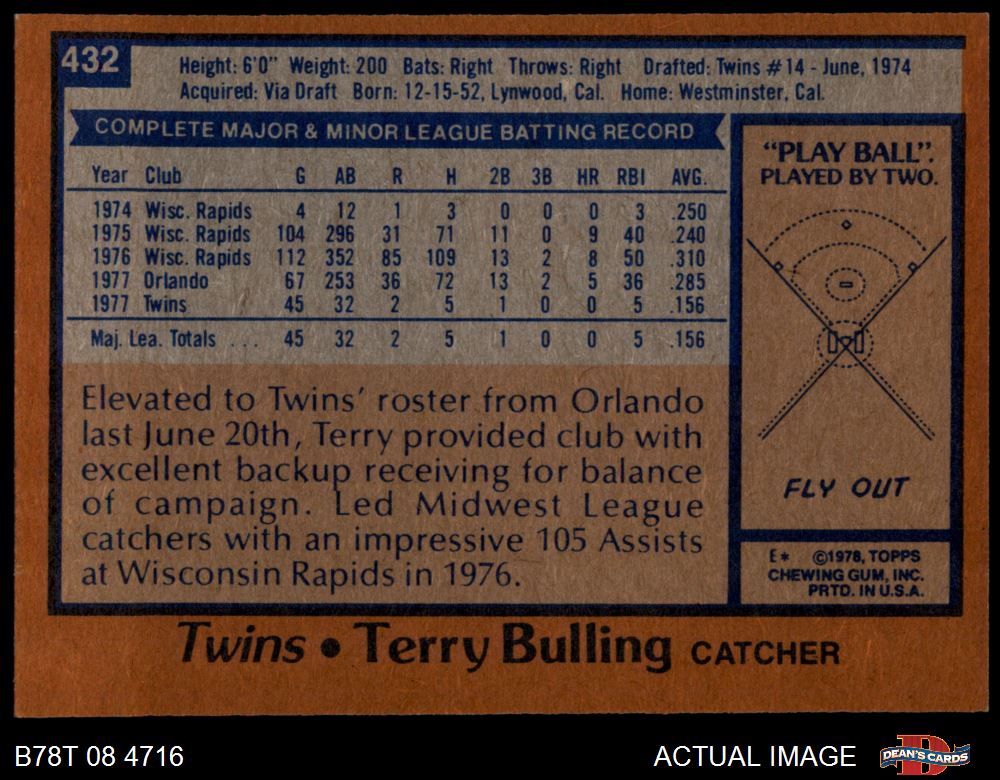 432
Height: 6'0" Weight: 200 Bats: Right Throws: Right Drafted: Twins #14 - June, 1974
Acquired: Via Draft Born: 12-15-52, Lynwood, Cal. Home: Westminster, Cal.
COMPLETE MAJOR & MINOR LEAGUE BATTING RECORD
Year Club G AB R H 2B 3B HR RBI AVG.
1974 Wisc. Rapids 4 12 1 3 0 0 0 3 .250
1975 Wisc. Rapids 104 296 31 71 11 0 9 40 .240
1976 Wisc. Rapids 112 352 85 109 13 2 8 50 .310
1977 Orlando 67 253 36 72 13 2 5 36 .285
1977 Twins 45 32 2 5 1 0 0 5 .156
Maj. Lea. Totals ... 45 32 2 5 1 0 0 5 .156
Elevated to Twins' roster from Orlando
last June 20th, Terry provided club with
excellent backup receiving for balance
of campaign. Led Midwest League
catchers with an impressive 105 Assists
at Wisconsin Rapids in 1976.
"PLAY BALL".
PLAYED BY TWO.
FLY OUT
E* ©1978, TOPPS
CHEWING GUM, INC.
PRTD. IN U.S.A.
Twins • Terry Bulling CATCHER
B78T 08 4716
ACTUAL IMAGE
D
DEAN'S CARDS